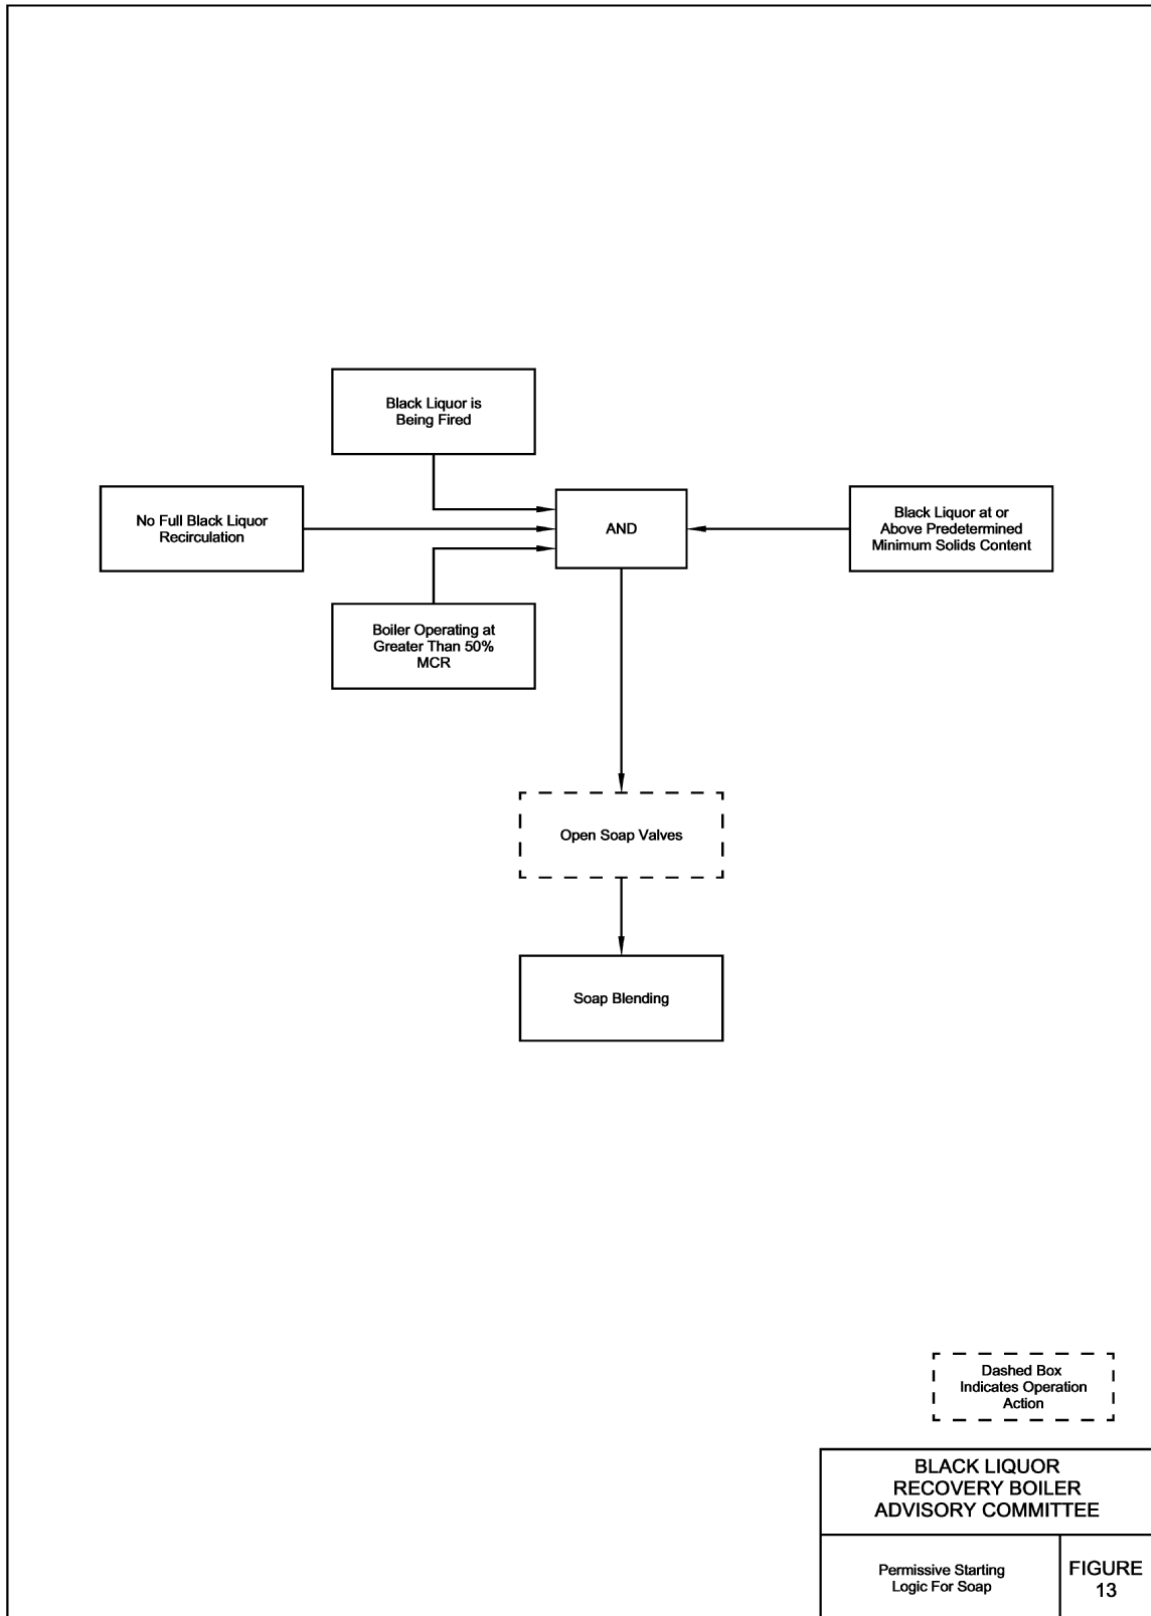 Black Liquor is
Being Fired
No Full Black Liquor
Recirculation
AND
Black Liquor at or
Above Predetermined
Minimum Solids Content
Boiler Operating at
Greater Than 50%
MCR
Open Soap Valves
Soap Blending
Dashed Box
Indicates Operation
Action
BLACK LIQUOR
RECOVERY BOILER
ADVISORY COMMITTEE
Permissive Starting
Logic For Soap
FIGURE
13